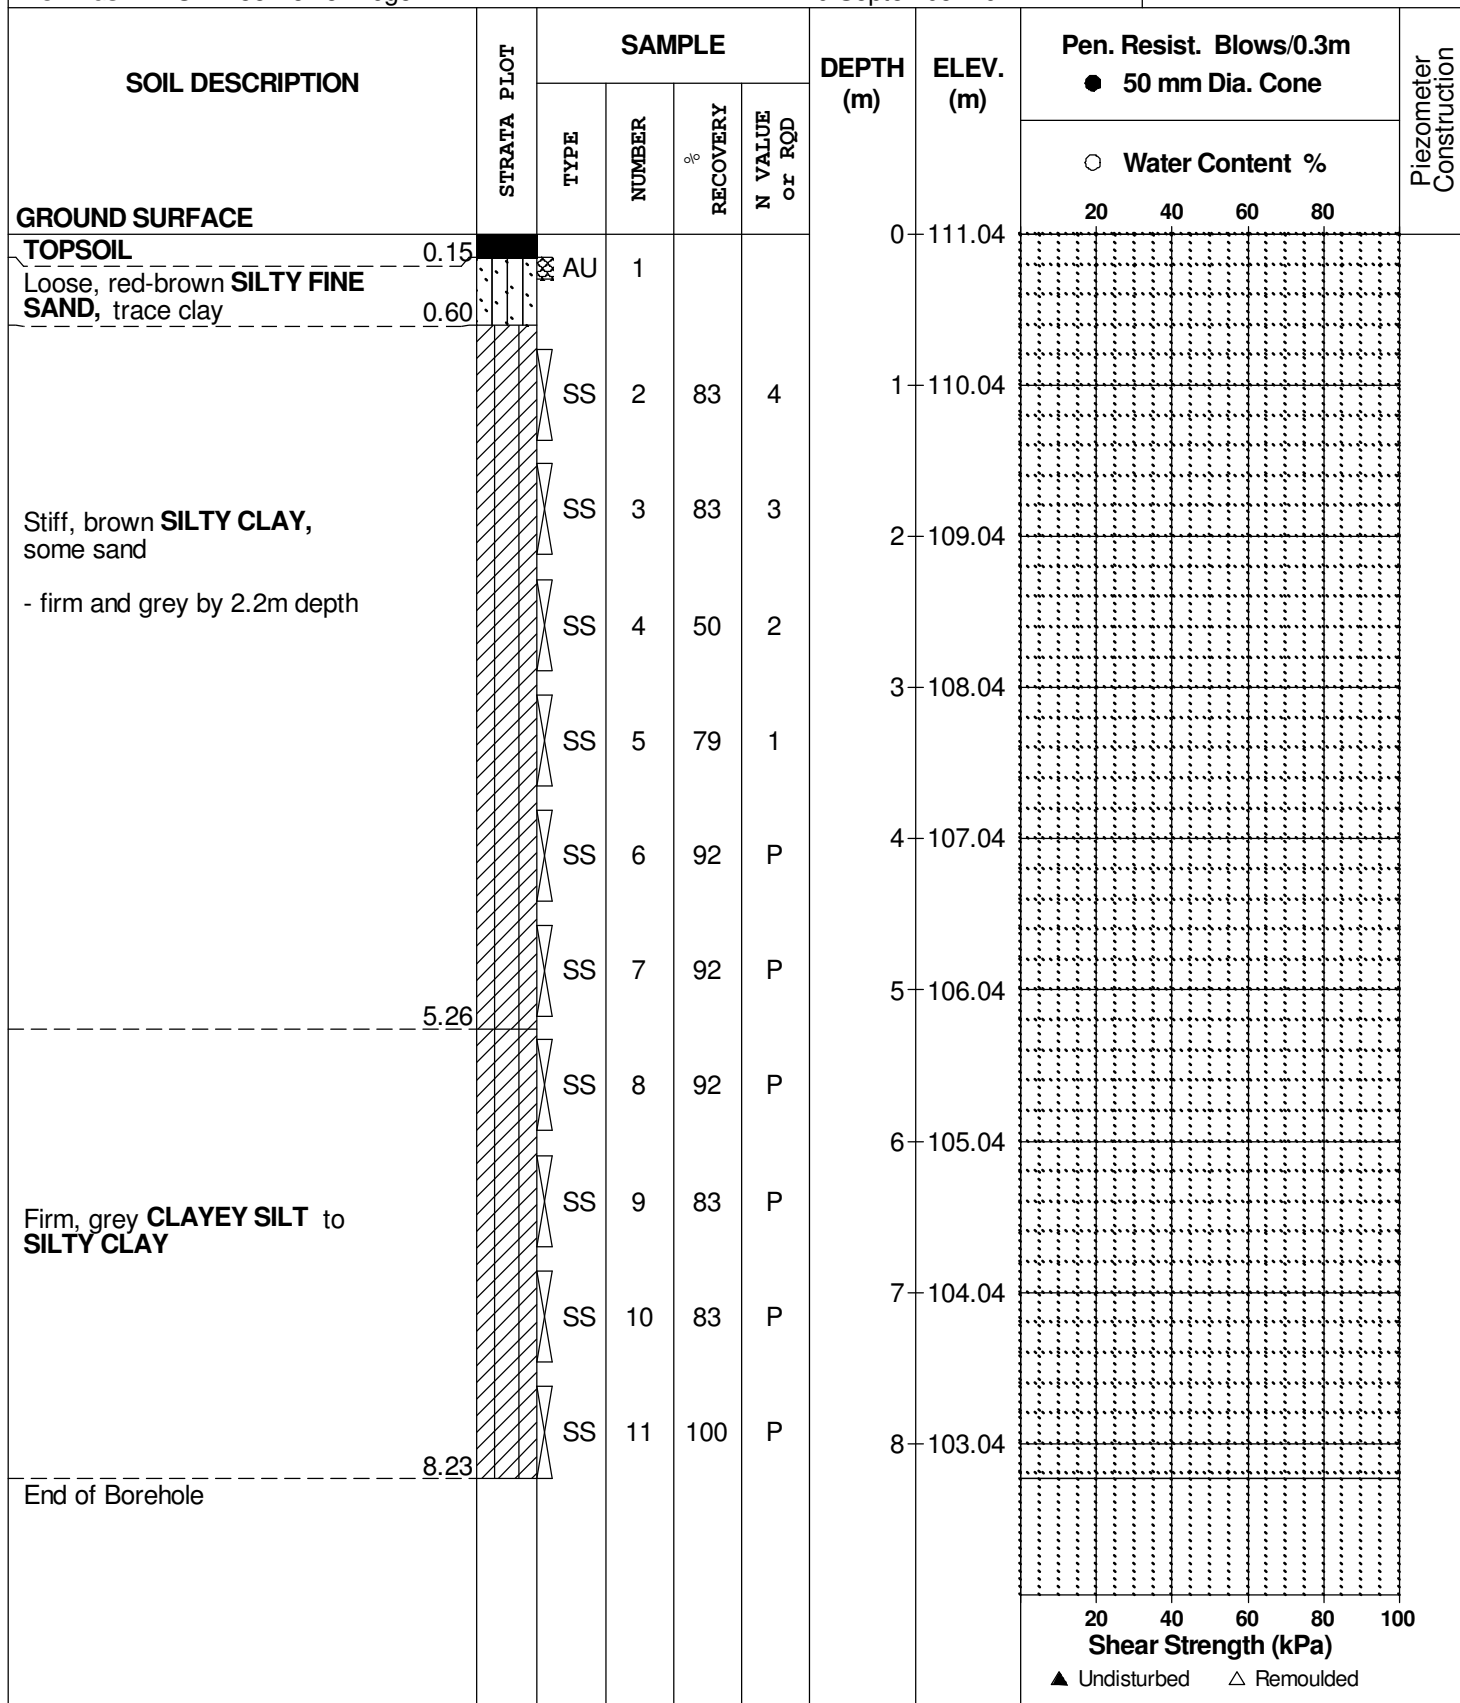 SOIL DESCRIPTION
STRATA PLOT
SAMPLE
TYPE
NUMBER
% RECOVERY
N VALUE or RQD
DEPTH (m)
ELEV. (m)
Pen. Resist. Blows/0.3m
● 50 mm Dia. Cone
○ Water Content %
20 40 60 80
Piezometer Construction
GROUND SURFACE
0 111.04
TOPSOIL 0.15
AU 1
Loose, red-brown SILTY FINE
SAND, trace clay 0.60
SS 2 83 4
1 110.04
SS 3 83 3
Stiff, brown SILTY CLAY,
some sand
2 109.04
- firm and grey by 2.2m depth
SS 4 50 2
3 108.04
SS 5 79 1
4 107.04
SS 6 92 P
SS 7 92 P
5 106.04
5.26
SS 8 92 P
6 105.04
SS 9 83 P
Firm, grey CLAYEY SILT to
SILTY CLAY
7 104.04
SS 10 83 P
SS 11 100 P
8 103.04
8.23
End of Borehole
20 40 60 80 100
Shear Strength (kPa)
▲ Undisturbed △ Remoulded